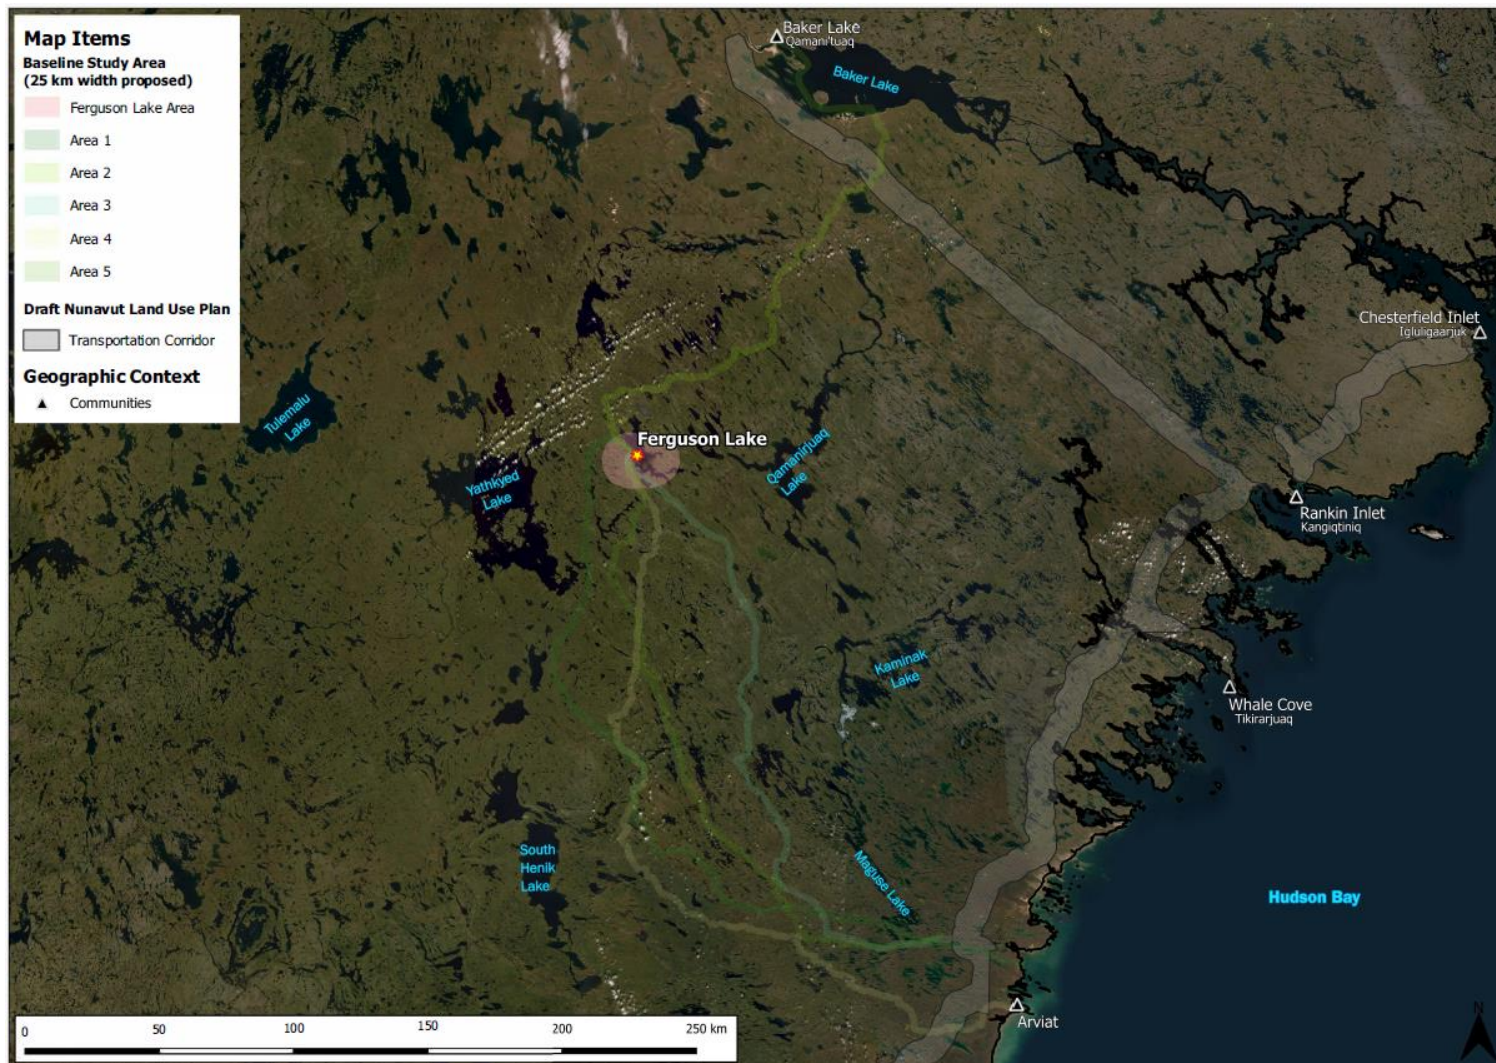 Map Items
Baseline Study Area
(25 km width proposed)
Ferguson Lake Area
Area 1
Area 2
Area 3
Area 4
Area 5
Draft Nunavut Land Use Plan
Transportation Corridor
Geographic Context
Communities
Baker Lake
Qamani'tuaq
Baker Lake
Chesterfield Inlet
Igluligaarjuk
Tulemalu
Lake
Ferguson Lake
Yathkyed
Lake
Qamanirjuaq
Lake
Rankin Inlet
Kangiqtiniq
Kaminak
Lake
Whale Cove
Tikirarjuaq
South
Henik
Lake
Maguse Lake
Hudson Bay
Arviat
N
0 50 100 150 200 250 km